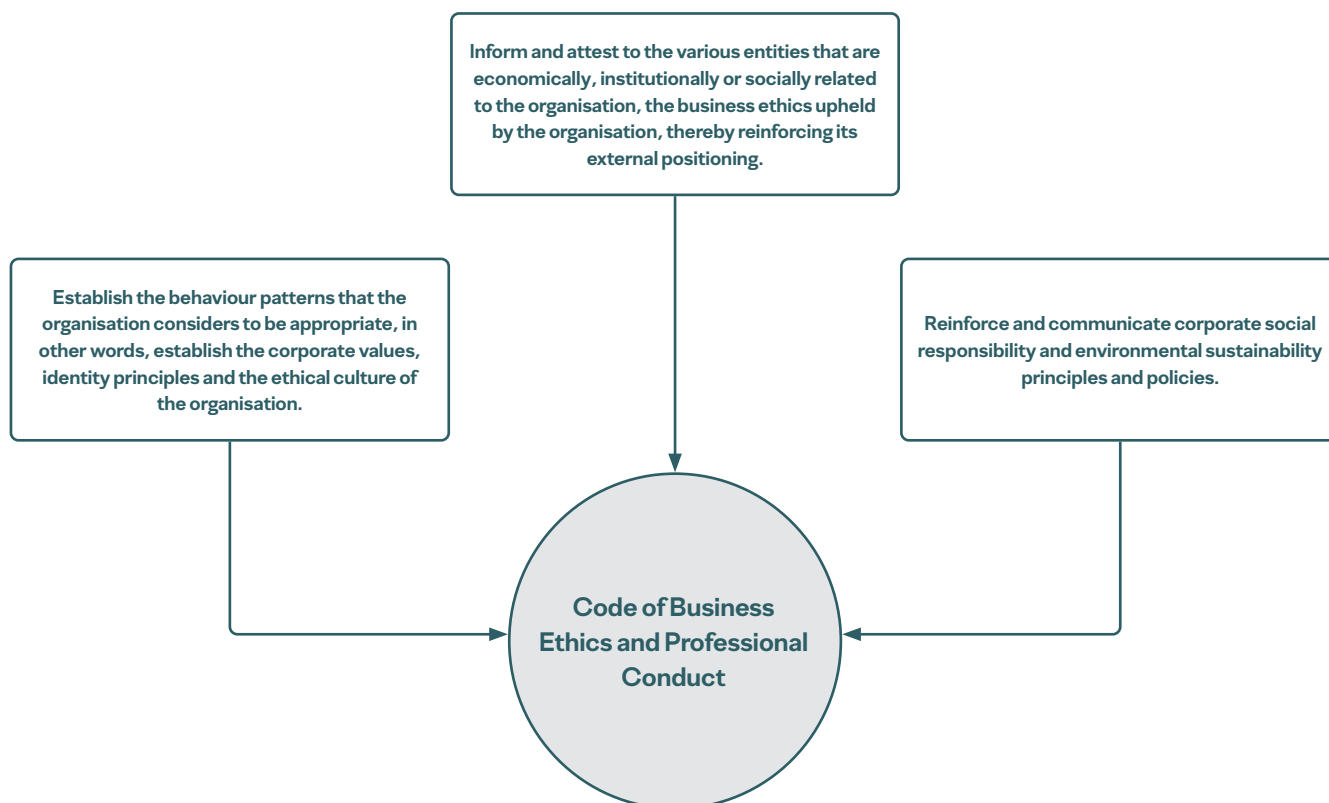 Inform and attest to the various entities that are
economically, institutionally or socially related
to the organisation, the business ethics upheld
by the organisation, thereby reinforcing its
external positioning.
Establish the behaviour patterns that the
organisation considers to be appropriate, in
other words, establish the corporate values,
identity principles and the ethical culture of
the organisation.
Reinforce and communicate corporate social
responsibility and environmental sustainability
principles and policies.
Code of Business
Ethics and Professional
Conduct